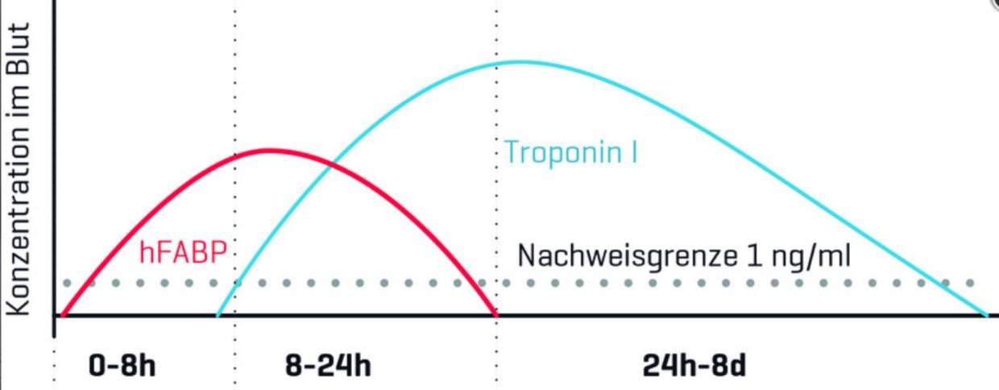 Konzentration im Blut
Troponin I
hFABP
Nachweisgrenze 1 ng/ml
0-8h
8-24h
24h-8d